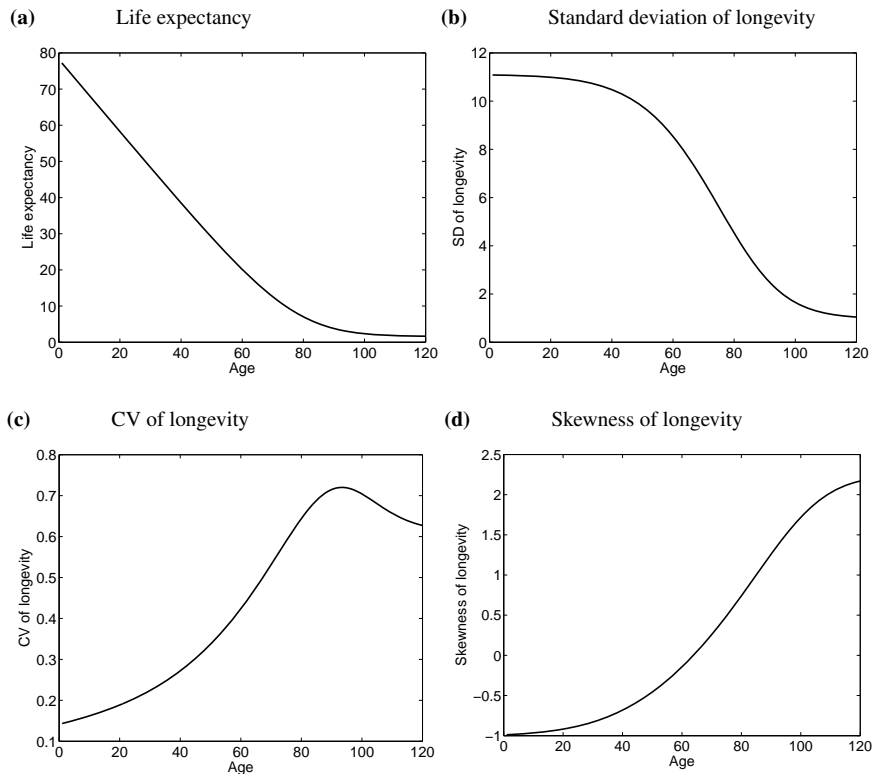 (a) Life expectancy
80
70
60
50
40
30
20
10
0
Life expectancy
0 20 40 60 80 100 120
Age
(b) Standard deviation of longevity
12
10
8
6
4
2
0
SD of longevity
0 20 40 60 80 100 120
Age
(c) CV of longevity
0.8
0.7
0.6
0.5
0.4
0.3
0.2
0.1
CV of longevity
0 20 40 60 80 100 120
Age
(d) Skewness of longevity
2.5
2
1.5
1
0.5
0
−0.5
−1
Skewness of longevity
0 20 40 60 80 100 120
Age